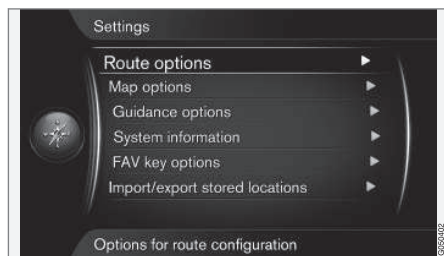 Settings
Route options
Map options
Guidance options
System information
FAV key options
Import/export stored locations
Options for route configuration
G050402